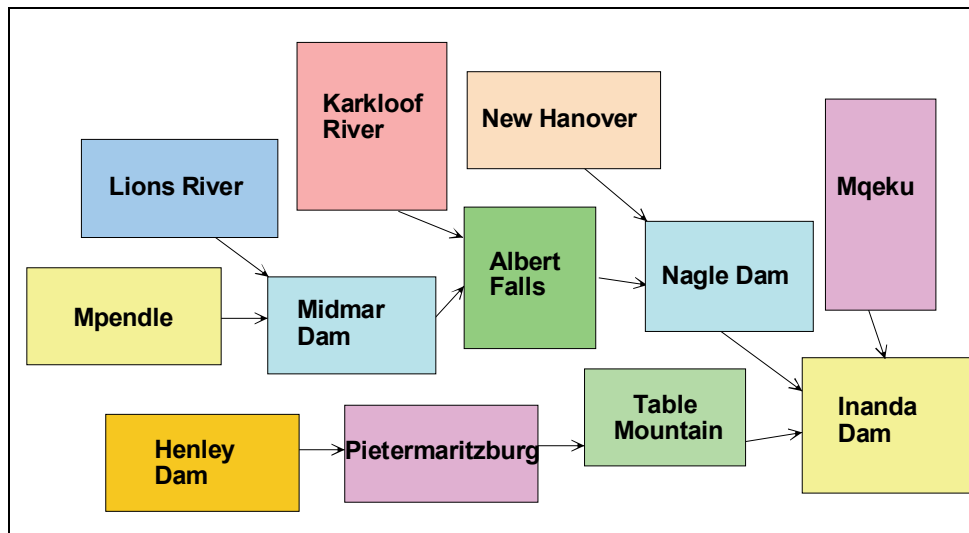 Karkloof
River
New Hanover
Lions River
Mqeku
Albert
Falls
Nagle Dam
Mpendle
Midmar
Dam
Table
Mountain
Inanda
Dam
Henley
Dam
Pietermaritzburg